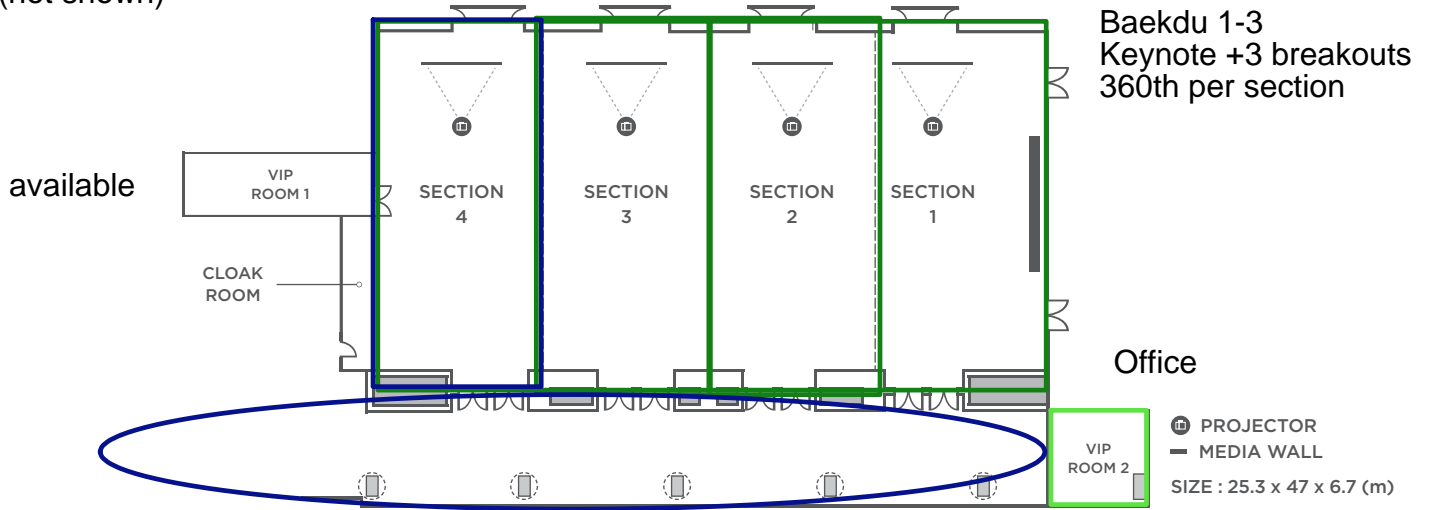 (not shown)
Baekdu 1-3
Keynote +3 breakouts
360th per section
available
VIP
ROOM 1
SECTION
4
SECTION
3
SECTION
2
SECTION
1
CLOAK
ROOM
Office
VIP
ROOM 2
PROJECTOR
MEDIA WALL
SIZE : 25.3 x 47 x 6.7 (m)